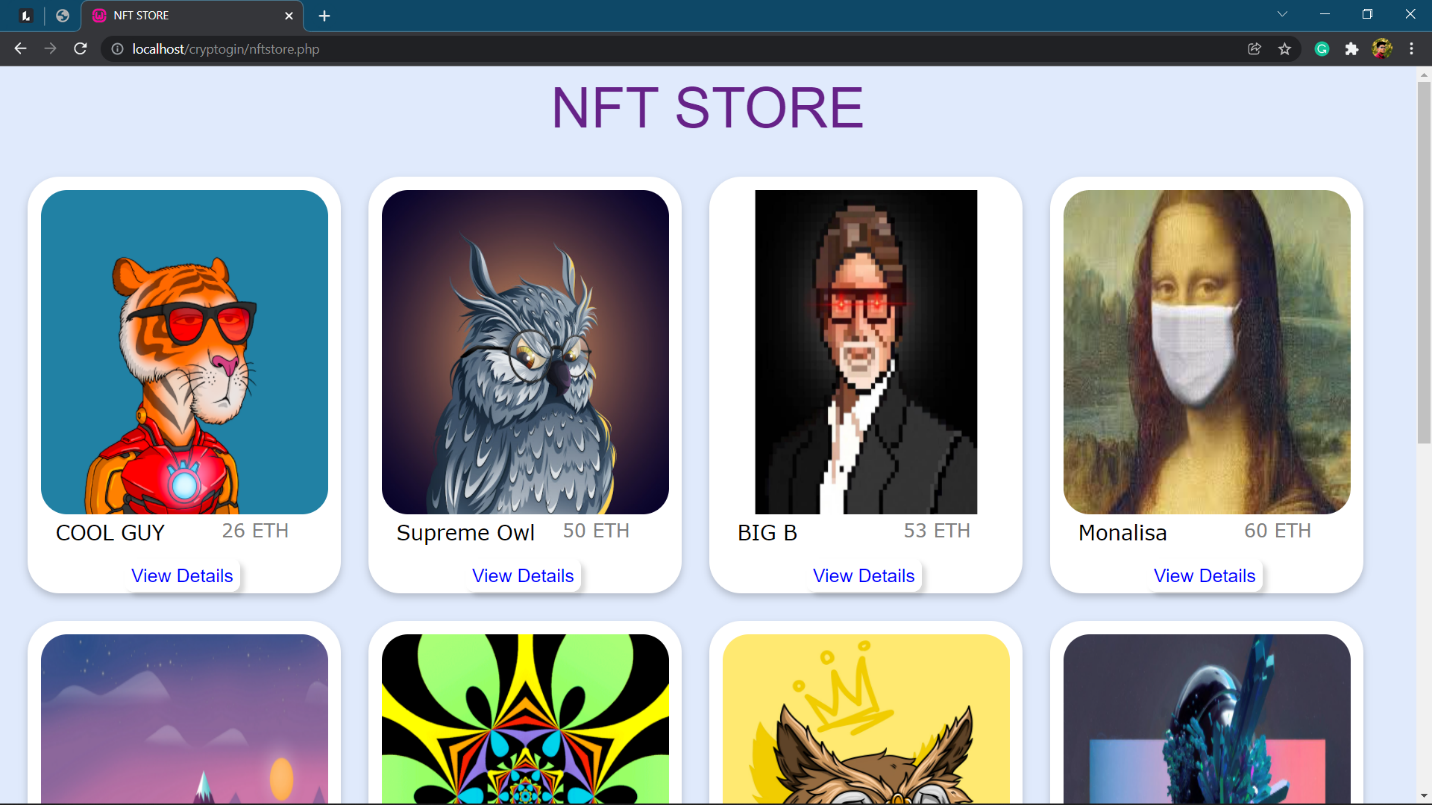 NFT STORE
localhost/cryptogin/nftstore.php
NFT STORE
COOL GUY 26 ETH
Supreme Owl 50 ETH
BIG B 53 ETH
Monalisa 60 ETH
View Details
View Details
View Details
View Details